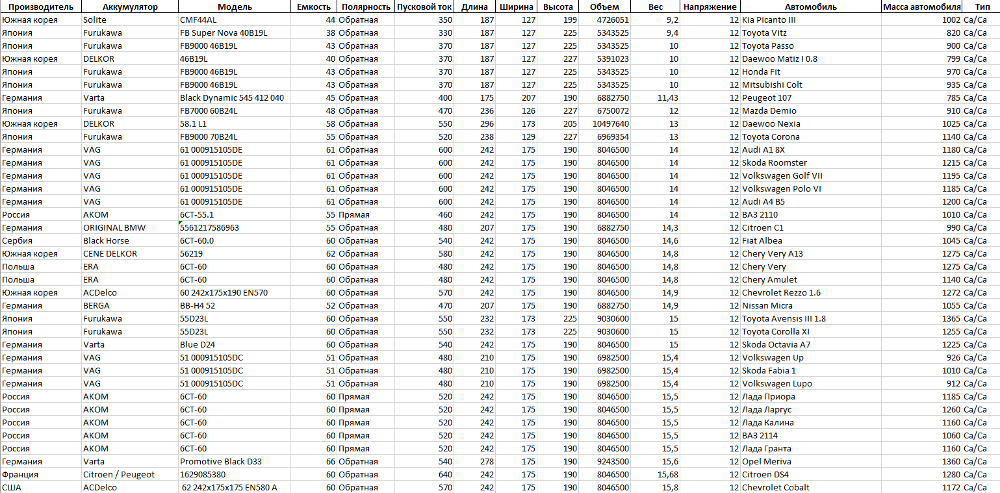 Производитель Аккумулятор Модель Емкость Полярность Пусковой ток Длина Ширина Высота Объем Вес Напряжение Автомобиль Масса автомобиля Тип
Южная корея Solite CMF44AL 44 Обратная 350 187 127 199 4726051 9,2 12 Kia Picanto III 1002 Ca/Ca
Япония Furukawa FB Super Nova 40B19L 38 Обратная 330 187 127 225 5343525 9,4 12 Toyota Vitz 820 Ca/Ca
Япония Furukawa FB9000 46B19L 43 Обратная 370 187 127 225 5343525 10 12 Toyota Passo 900 Ca/Ca
Южная корея DELKOR 46B19L 40 Обратная 370 187 127 227 5391023 10 12 Daewoo Matiz I 0.8 799 Ca/Ca
Япония Furukawa FB9000 46B19L 43 Обратная 370 187 127 225 5343525 10 12 Honda Fit 970 Ca/Ca
Япония Furukawa FB9000 46B19L 43 Обратная 370 187 127 225 5343525 10 12 Mitsubishi Colt 935 Ca/Ca
Германия Varta Black Dynamic 545 412 040 45 Обратная 400 175 207 190 6882750 11,43 12 Peugeot 107 785 Ca/Ca
Япония Furukawa FB7000 60B24L 48 Обратная 470 236 126 227 6750072 12 12 Mazda Demio 910 Ca/Ca
Южная корея DELKOR 58.1 L1 58 Обратная 550 296 173 205 10497640 13 12 Daewoo Nexia 1025 Ca/Ca
Япония Furukawa FB9000 70B24L 55 Обратная 520 238 129 227 6969354 13 12 Toyota Corona 1140 Ca/Ca
Германия VAG 61 000915105DE 61 Обратная 600 242 175 190 8046500 14 12 Audi A1 8X 1180 Ca/Ca
Германия VAG 61 000915105DE 61 Обратная 600 242 175 190 8046500 14 12 Skoda Roomster 1215 Ca/Ca
Германия VAG 61 000915105DE 61 Обратная 600 242 175 190 8046500 14 12 Volkswagen Golf VII 1195 Ca/Ca
Германия VAG 61 000915105DE 61 Обратная 600 242 175 190 8046500 14 12 Volkswagen Polo VI 1185 Ca/Ca
Германия VAG 61 000915105DE 61 Обратная 600 242 175 190 8046500 14 12 Audi A4 B5 1200 Ca/Ca
Россия AKOM 6СТ-55.1 55 Прямая 460 242 175 190 8046500 14 12 ВАЗ 2110 1010 Ca/Ca
Германия ORIGINAL BMW 5561217586963 55 Обратная 480 207 175 190 6882750 14,3 12 Citroen C1 990 Ca/Ca
Сербия Black Horse 6СТ-60.0 60 Обратная 540 242 175 190 8046500 14,6 12 Fiat Albea 1045 Ca/Ca
Южная корея CENE DELKOR 56219 62 Обратная 580 242 175 190 8046500 14,8 12 Chery Very A13 1275 Ca/Ca
Польша ERA 6СТ-60 60 Обратная 480 242 175 190 8046500 14,8 12 Chery Very 1275 Ca/Ca
Польша ERA 6СТ-60 60 Обратная 480 242 175 190 8046500 14,8 12 Chery Amulet 1140 Ca/Ca
Южная корея ACDelco 60 242x175x190 EN570 60 Обратная 570 242 175 190 8046500 14,9 12 Chevrolet Rezzo 1.6 1272 Ca/Ca
Германия BERGA BB-H4 52 52 Обратная 470 207 175 190 6882750 14,9 12 Nissan Micra 1055 Ca/Ca
Япония Furukawa 55D23L 60 Обратная 550 232 173 225 9030600 15 12 Toyota Avensis III 1.8 1365 Ca/Ca
Япония Furukawa 55D23L 60 Обратная 550 232 173 225 9030600 15 12 Toyota Corolla XI 1255 Ca/Ca
Германия Varta Blue D24 60 Обратная 540 242 175 190 8046500 15 12 Skoda Octavia A7 1225 Ca/Ca
Германия VAG 51 000915105DC 51 Обратная 480 210 175 190 6982500 15,4 12 Volkswagen Up 926 Ca/Ca
Германия VAG 51 000915105DC 51 Обратная 480 210 175 190 6982500 15,4 12 Skoda Fabia 1 1010 Ca/Ca
Германия VAG 51 000915105DC 51 Обратная 480 210 175 190 6982500 15,4 12 Volkswagen Lupo 912 Ca/Ca
Россия AKOM 6СТ-60 60 Прямая 520 242 175 190 8046500 15,5 12 Лада Приора 1185 Ca/Ca
Россия AKOM 6СТ-60 60 Прямая 520 242 175 190 8046500 15,5 12 Лада Ларгус 1260 Ca/Ca
Россия AKOM 6СТ-60 60 Прямая 520 242 175 190 8046500 15,5 12 Лада Калина 1160 Ca/Ca
Россия AKOM 6СТ-60 60 Прямая 520 242 175 190 8046500 15,5 12 ВАЗ 2114 1060 Ca/Ca
Россия AKOM 6СТ-60 60 Прямая 520 242 175 190 8046500 15,5 12 Лада Гранта 1160 Ca/Ca
Германия Varta Promotive Black D33 66 Обратная 540 278 175 190 9243500 15,6 12 Opel Meriva 1360 Ca/Ca
Франция Citroen / Peugeot 1629085380 60 Обратная 640 242 175 190 8046500 15,68 12 Citroen DS4 1280 Ca/Ca
США ACDelco 62 242x175x175 EN580 A 60 Обратная 570 242 175 190 8046500 15,8 12 Chevrolet Cobalt 1172 Ca/Ca